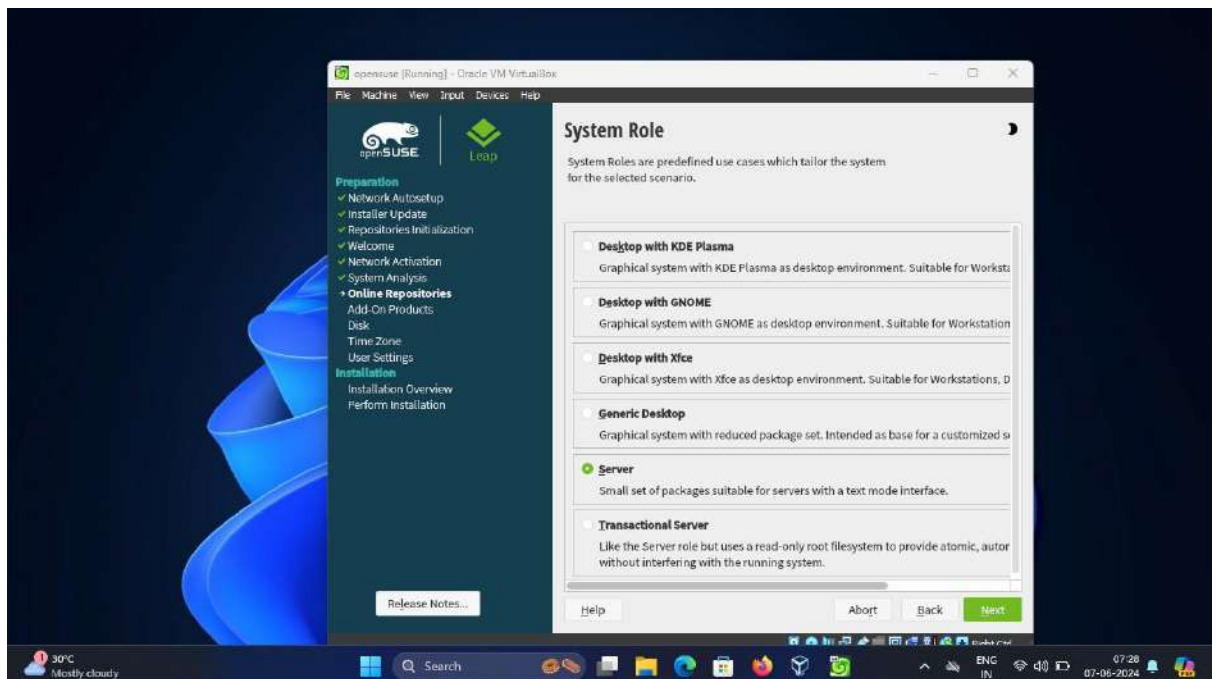 opensuse [Running] - Oracle VM VirtualBox
File Machine View Input Devices Help
openSUSE
Leap
Preparation
Network Autosetup
Installer Update
Repositories Initialization
Welcome
Network Activation
System Analysis
Online Repositories
Add-On Products
Disk
Time Zone
User Settings
Installation
Installation Overview
Perform Installation
Release Notes...
System Role
System Roles are predefined use cases which tailor the system
for the selected scenario.
Desktop with KDE Plasma
Graphical system with KDE Plasma as desktop environment. Suitable for Workst
Desktop with GNOME
Graphical system with GNOME as desktop environment. Suitable for Workstation
Desktop with Xfce
Graphical system with Xfce as desktop environment. Suitable for Workstations, D
Generic Desktop
Graphical system with reduced package set. Intended as base for a customized s
Server
Small set of packages suitable for servers with a text mode interface.
Transactional Server
Like the Server role but uses a read-only root filesystem to provide atomic, autor
without interfering with the running system.
Help
Abort
Back
Next
Right Ctrl
1
30°C
Mostly cloudy
Search
ENG
IN
07:28
07-06-2024